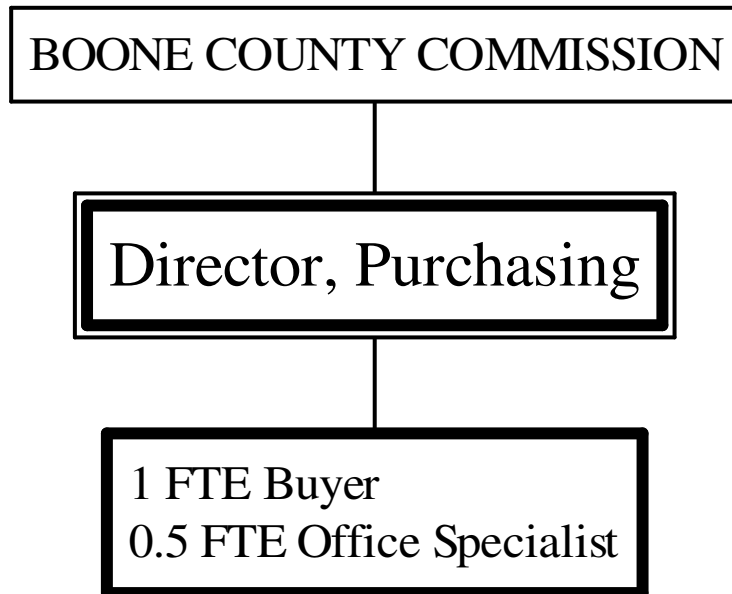 BOONE COUNTY COMMISSION
Director, Purchasing
1 FTE Buyer
0.5 FTE Office Specialist